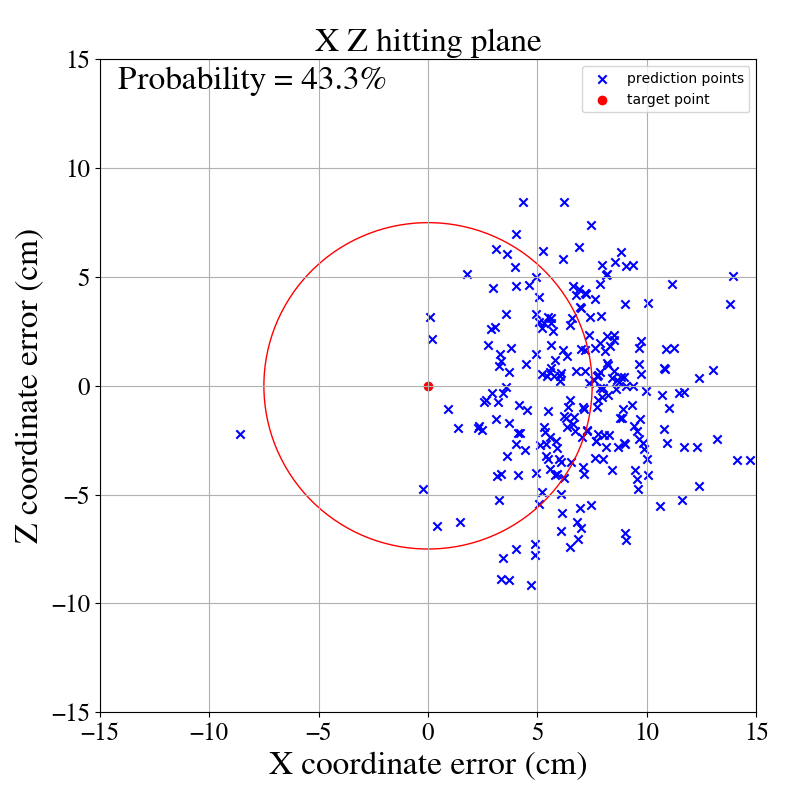 X Z hitting plane
Probability = 43.3%
prediction points
target point
Z coordinate error (cm)
15
10
5
0
−5
−10
−15
−15 −10 −5 0 5 10 15
X coordinate error (cm)